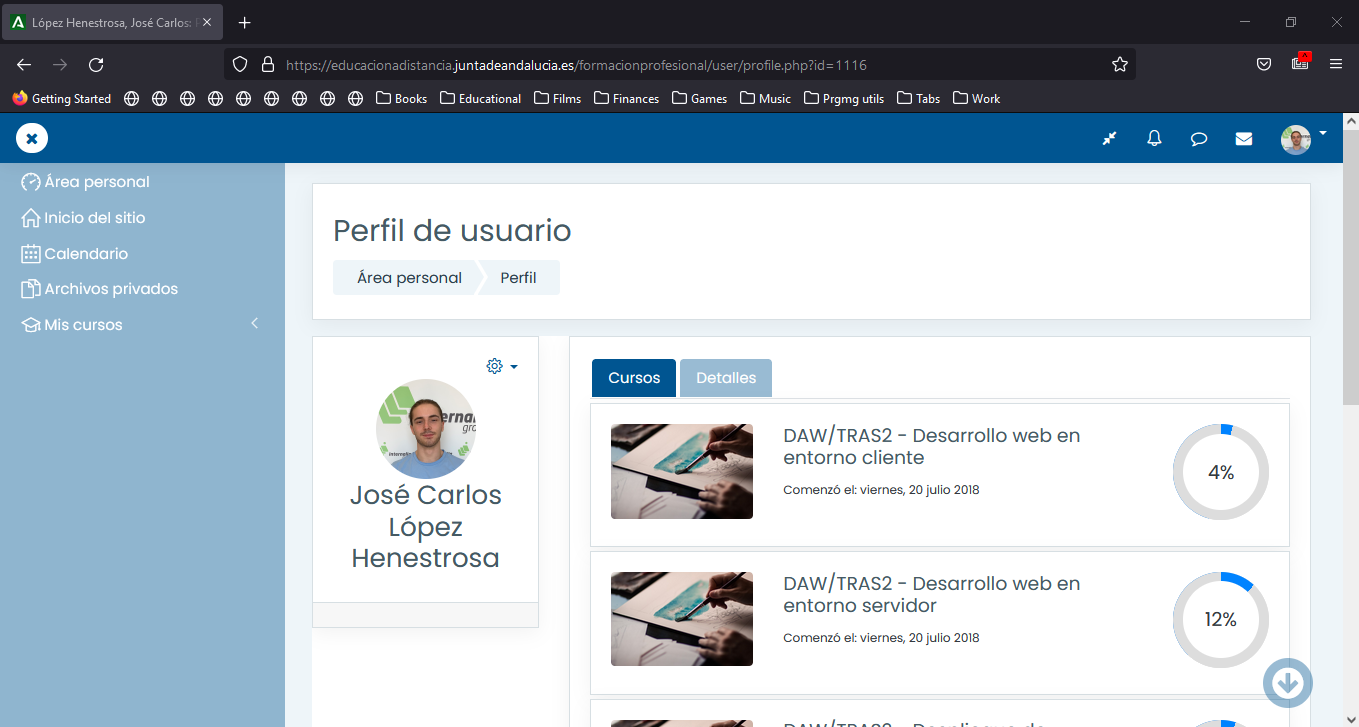 López Henestrosa, José Carlos:
https://educacionadistancia.juntadeandalucia.es/formacionprofesional/user/profile.php?id=1116
Getting Started Books Educational Films Finances Games Music Prgmg utils Tabs Work
Área personal
Inicio del sitio
Calendario
Archivos privados
Mis cursos
Perfil de usuario
Área personal Perfil
José Carlos
López
Henestrosa
Cursos Detalles
DAW/TRAS2 - Desarrollo web en
entorno cliente
Comenzó el: viernes, 20 julio 2018
4%
DAW/TRAS2 - Desarrollo web en
entorno servidor
Comenzó el: viernes, 20 julio 2018
12%